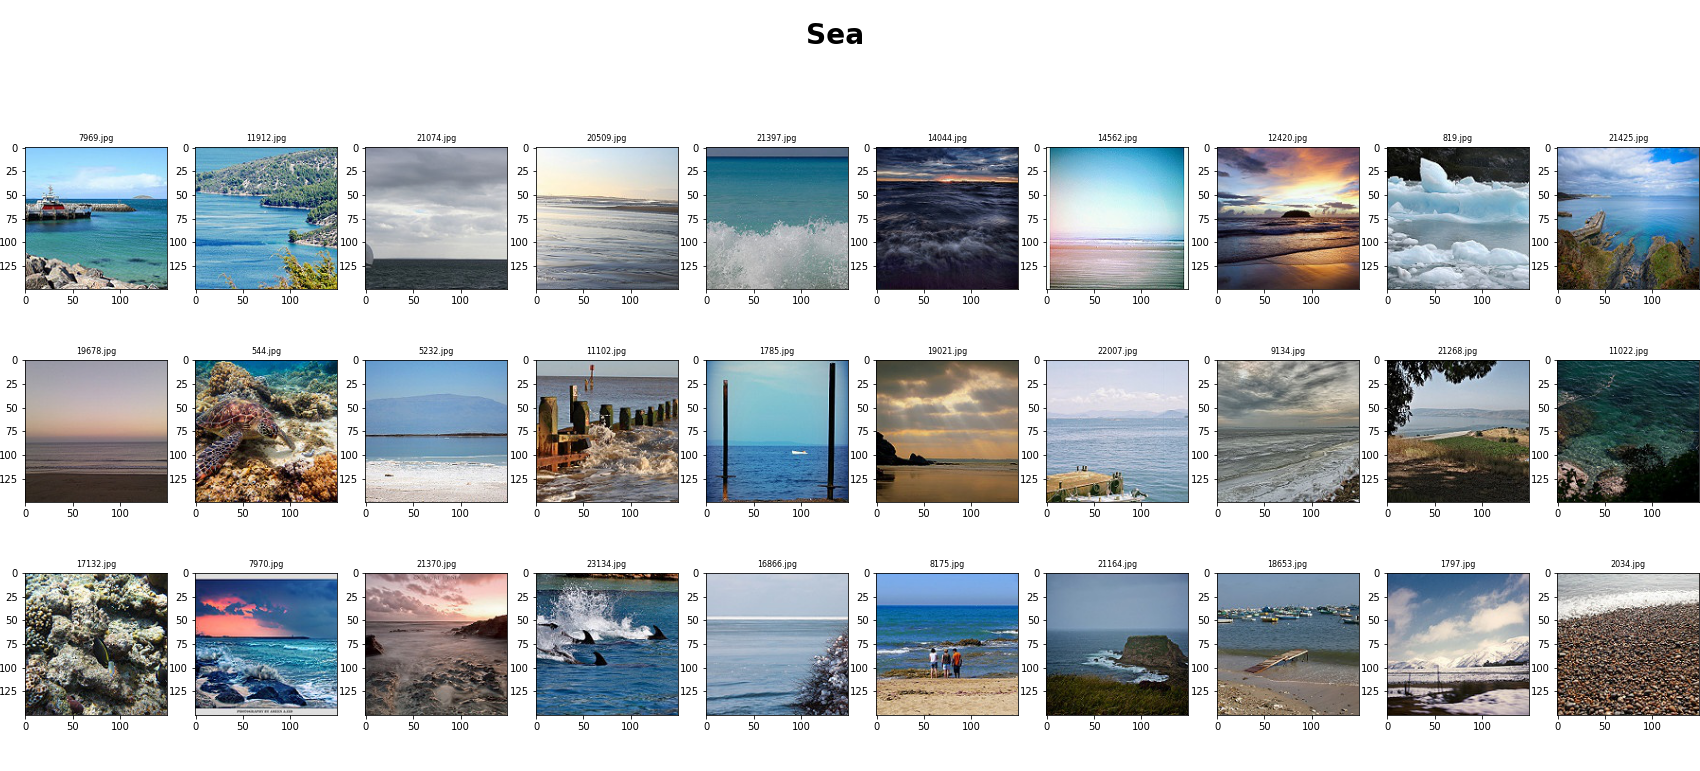 Sea
7969.jpg 11912.jpg 21074.jpg 20509.jpg 21397.jpg 14044.jpg 14562.jpg 12420.jpg 819.jpg 21425.jpg
0 25 50 75 100 125 0 25 50 75 100 125 0 25 50 75 100 125 0 25 50 75 100 125 0 25 50 75 100 125 0 25 50 75 100 125 0 25 50 75 100 125 0 25 50 75 100 125 0 25 50 75 100 125 0 25 50 75 100 125
0 50 100 0 50 100 0 50 100 0 50 100 0 50 100 0 50 100 0 50 100 0 50 100 0 50 100 0 50 100
19678.jpg 544.jpg 5232.jpg 11102.jpg 1785.jpg 19021.jpg 22007.jpg 9134.jpg 21268.jpg 11022.jpg
0 25 50 75 100 125 0 25 50 75 100 125 0 25 50 75 100 125 0 25 50 75 100 125 0 25 50 75 100 125 0 25 50 75 100 125 0 25 50 75 100 125 0 25 50 75 100 125 0 25 50 75 100 125 0 25 50 75 100 125
0 50 100 0 50 100 0 50 100 0 50 100 0 50 100 0 50 100 0 50 100 0 50 100 0 50 100 0 50 100
17132.jpg 7970.jpg 21370.jpg 23134.jpg 16866.jpg 8175.jpg 21164.jpg 18653.jpg 1797.jpg 2034.jpg
0 25 50 75 100 125 0 25 50 75 100 125 0 25 50 75 100 125 0 25 50 75 100 125 0 25 50 75 100 125 0 25 50 75 100 125 0 25 50 75 100 125 0 25 50 75 100 125 0 25 50 75 100 125 0 25 50 75 100 125
0 50 100 0 50 100 0 50 100 0 50 100 0 50 100 0 50 100 0 50 100 0 50 100 0 50 100 0 50 100